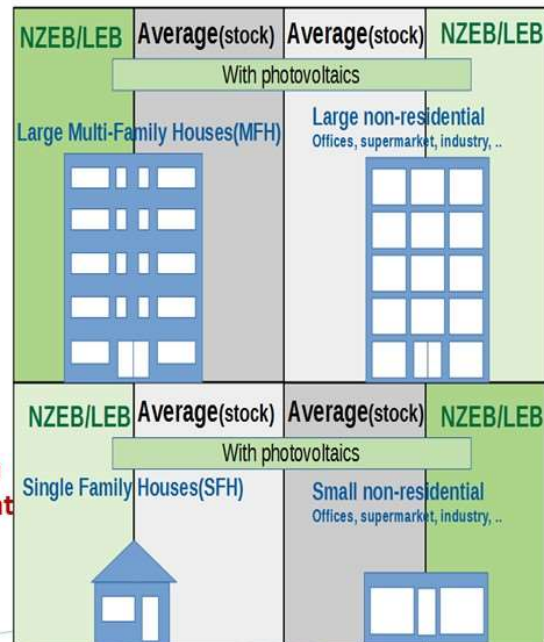 NZEB/LEB Average(stock) Average(stock) NZEB/LEB
With photovaltaics
Large Multi-Family Houses(MFH)
Large non-residential
Offices, supermarket, industry, ..
NZEB/LEB Average(stock) Average(stock) NZEB/LEB
With photovaltaics
Single Family Houses(SFH)
Small non-residential
Offices, supermarket, industry, ..